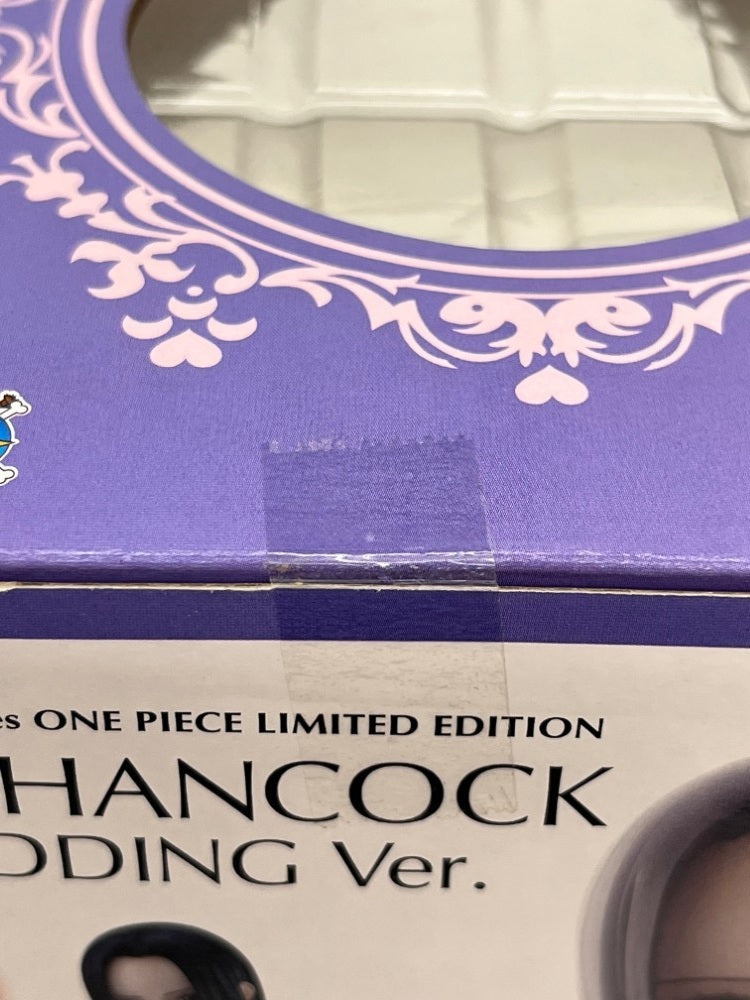 es ONE PIECE LIMITED EDITION
HANCOCK
DDING Ver.